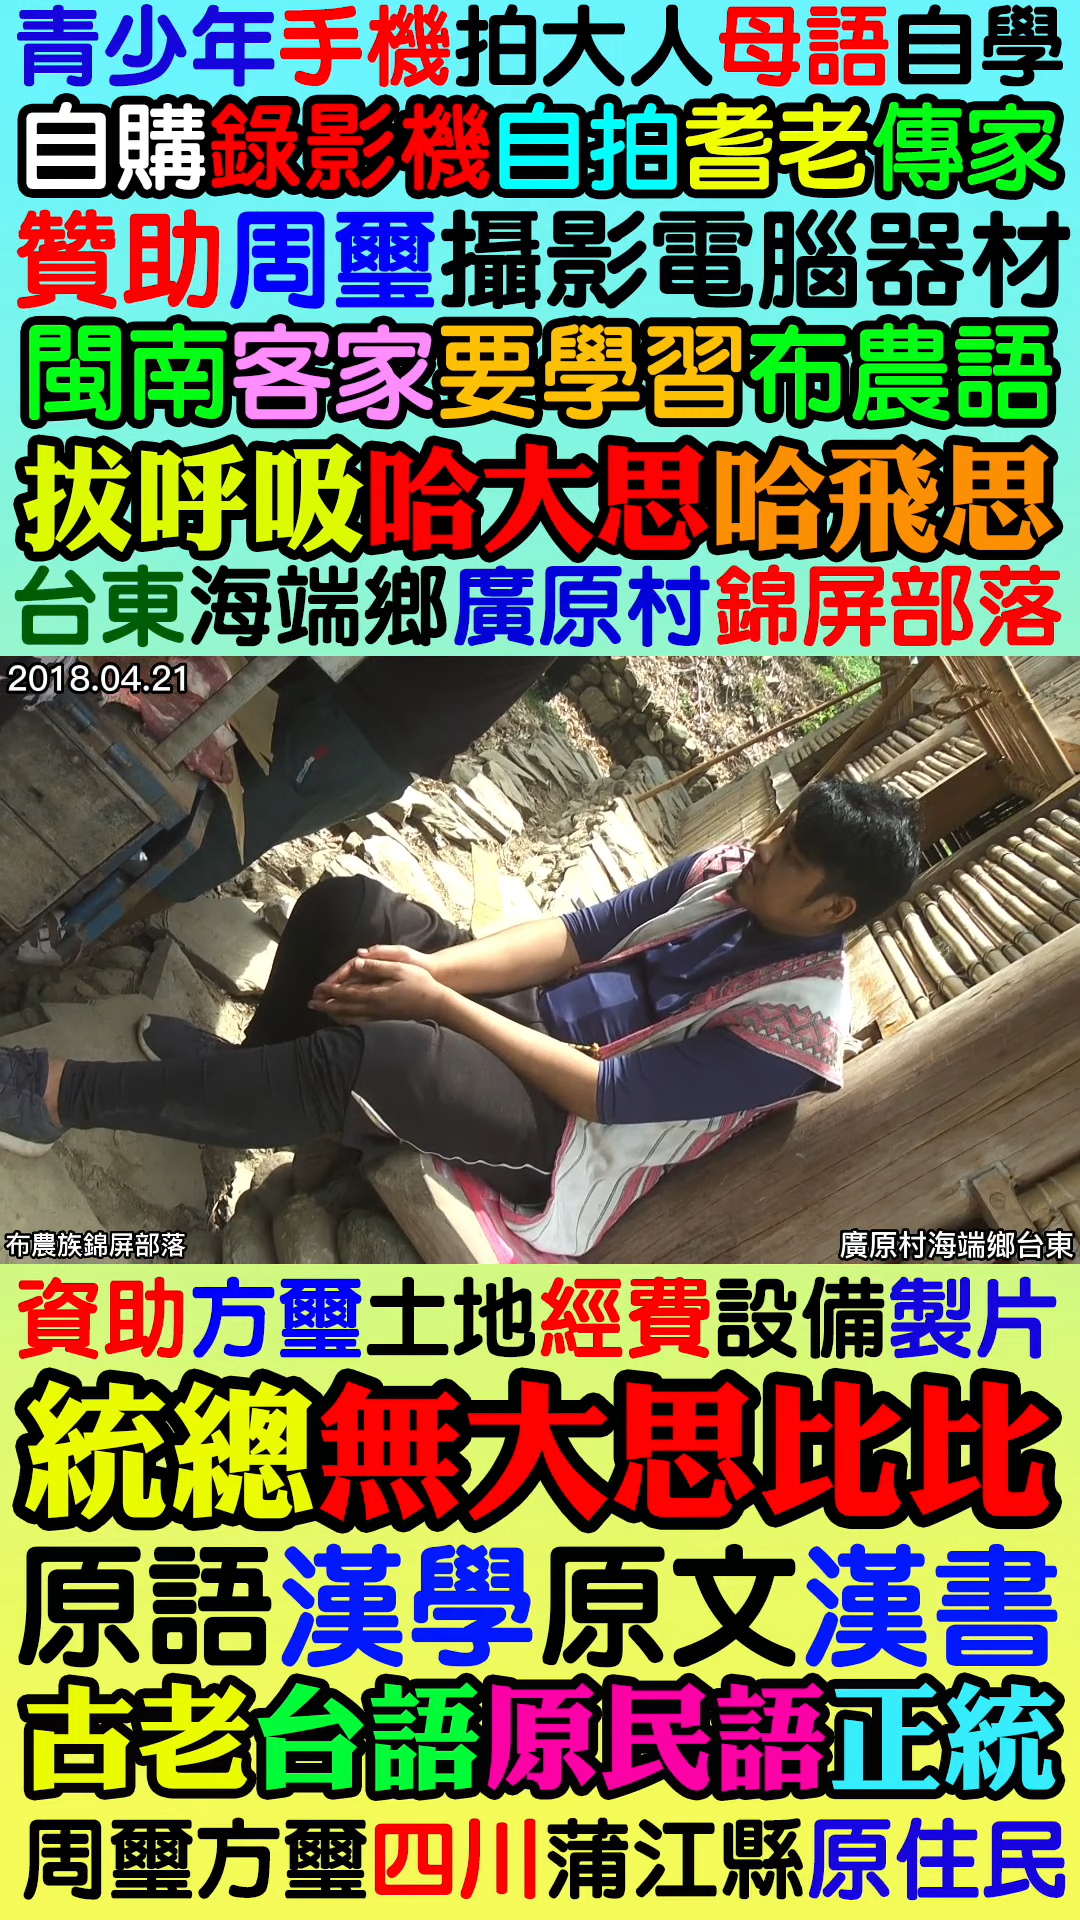 青少年手機拍大人母語自學
自購錄影機自拍耆老傳家
贊助周璽攝影電腦器材
閩南客家要學習布農語
拔呼吸哈大思哈飛思
台東海端鄉廣原村錦屏部落
2018.04.21
布農族錦屏部落
廣原村海端鄉台東
資助方璽土地經費設備製片
統總無大思比比
原語漢學原文漢書
古老台語原民語正統
周璽方璽四川蒲江縣原住民